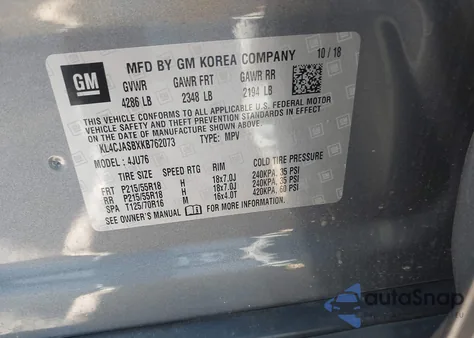 GM
MFD BY GM KOREA COMPANY 10 / 18
GVWR GAWR FRT GAWR RR
4286 LB 2348 LB 2194 LB
THIS VEHICLE CONFORMS TO ALL APPLICABLE U.S. FEDERAL MOTOR
VEHICLE SAFETY, BUMPER, AND THEFT PREVENTION STANDARDS IN EFFECT ON THE
DATE OF MANUFACTURE SHOWN ABOVE.
KL4CJASBXKB762073 TYPE: MPV
MODEL: 4JU76
TIRE SIZE SPEED RTG RIM COLD TIRE PRESSURE
FRT P215/55R18 H 18x7.0J 240KPA, 35 PSI
RR P215/55R18 H 18x7.0J 240KPA, 35 PSI
SPA T125/70R16 M 16x4.0T 420KPA, 60 PSI
SEE OWNER'S MANUAL FOR MORE INFORMATION.
autoSnap